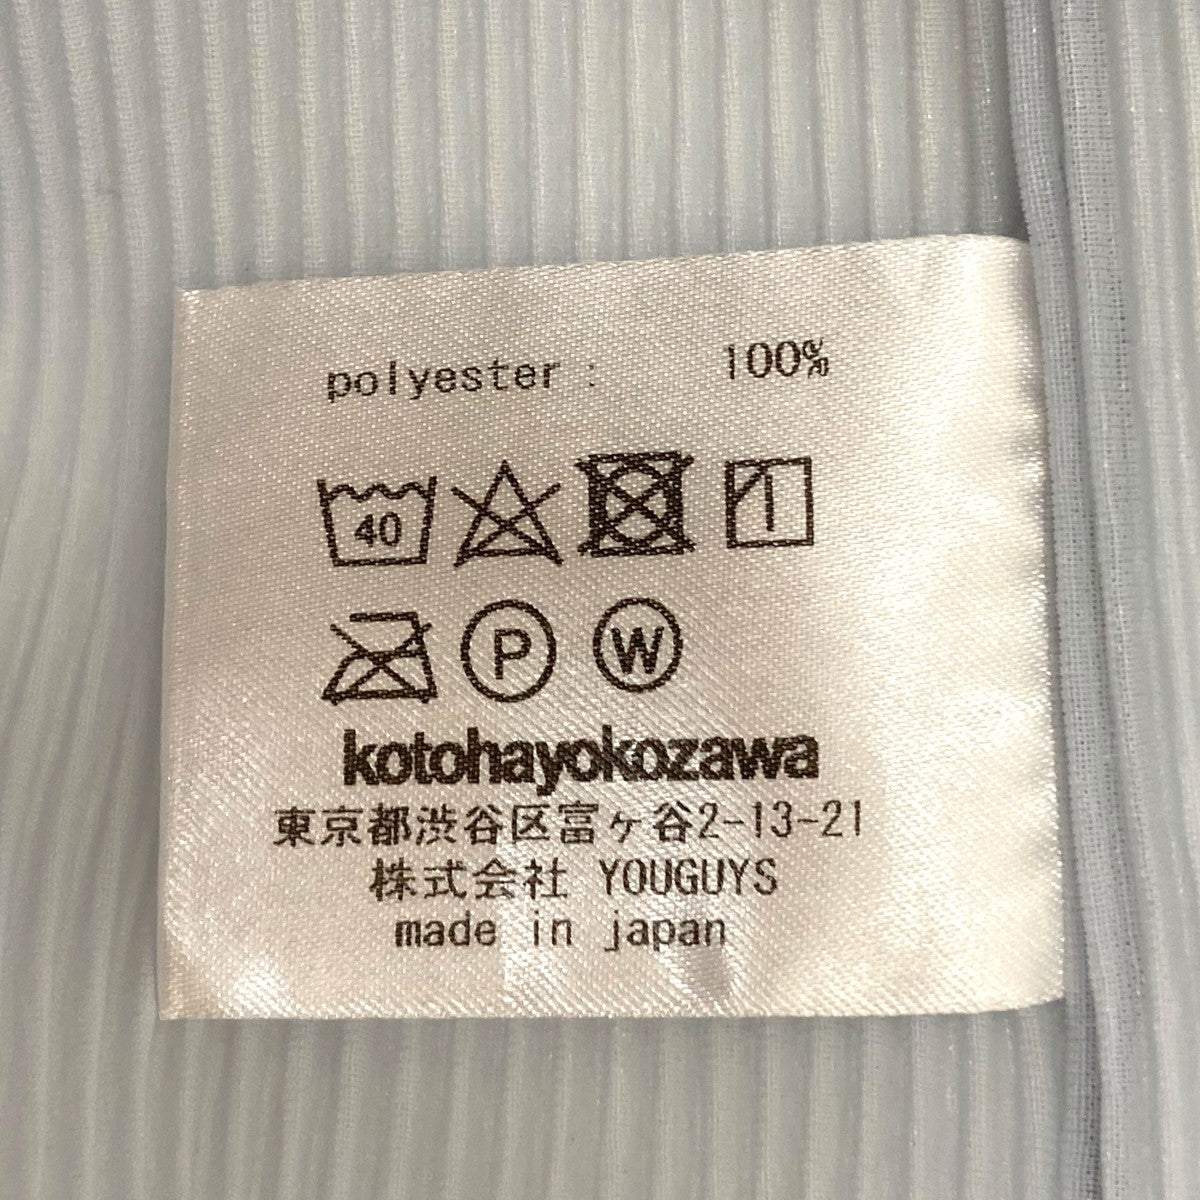 polyester : 100%
40
P W
kotohayokozawa
東京都渋谷区富ヶ谷2-13-21
株式会社 YOUGUYS
made in japan